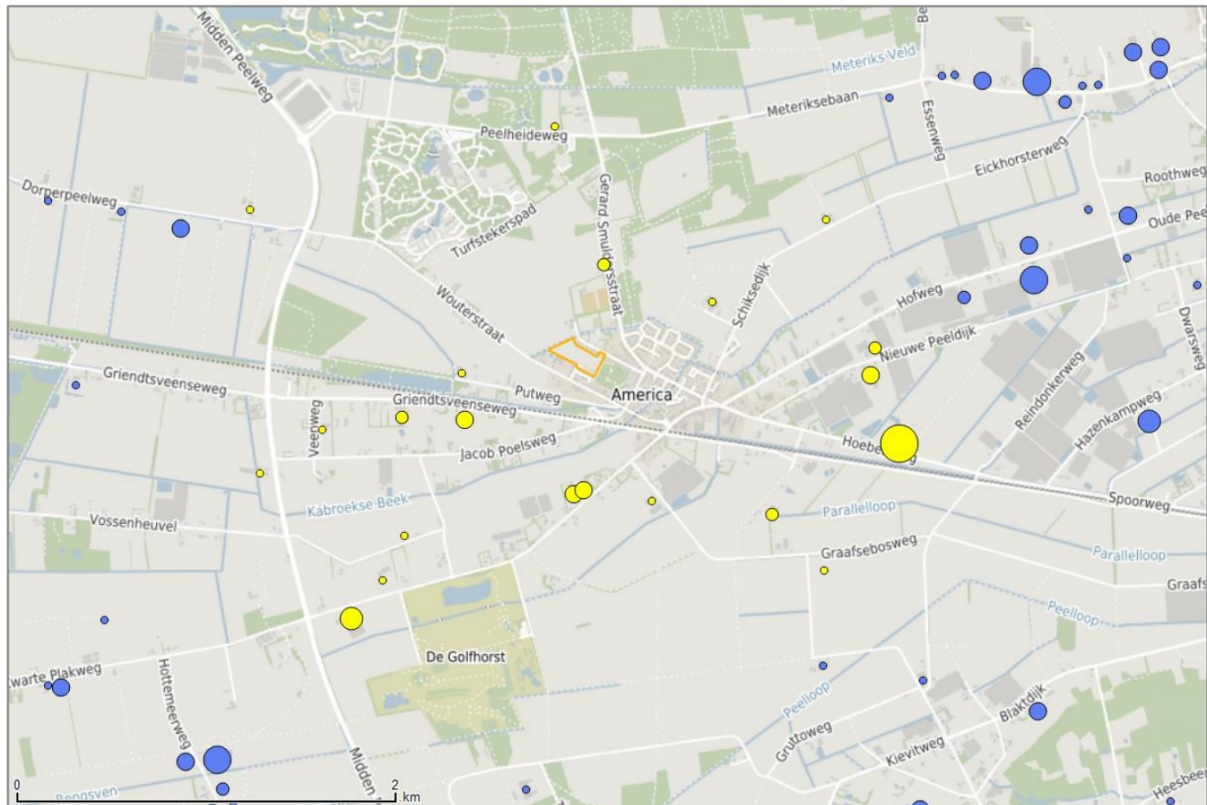 Midden Peelweg
Meteriks Veld
Meteriksebaan
Peelheideweg
Essenweg
Eickhorsterweg
Roothweg
Dorperpeelweg
Turfstekerspad
Gerard Smuldersstraat
Oude Peel
Schiksedijk
Hofweg
Wouterstraat
Nieuwe Peeldijk
Dwarsweg
Griendtsveenseweg
Putweg
America
Griendtsveenseweg
Reindonkerweg
Hazenkampweg
Veenweg
Jacob Poelsweg
Spoorweg
Kabroekse Beek
Vossenheuvel
Parallelloop
Graafsebosweg
Parallelloop
Graafs
Peelloop
De Golfhorst
Zwarte Plakweg
Hottemeerweg
Peelloop
Blaktdijk
Gruttoweg
Kievitweg
Midden
Heesbee
0
2
km